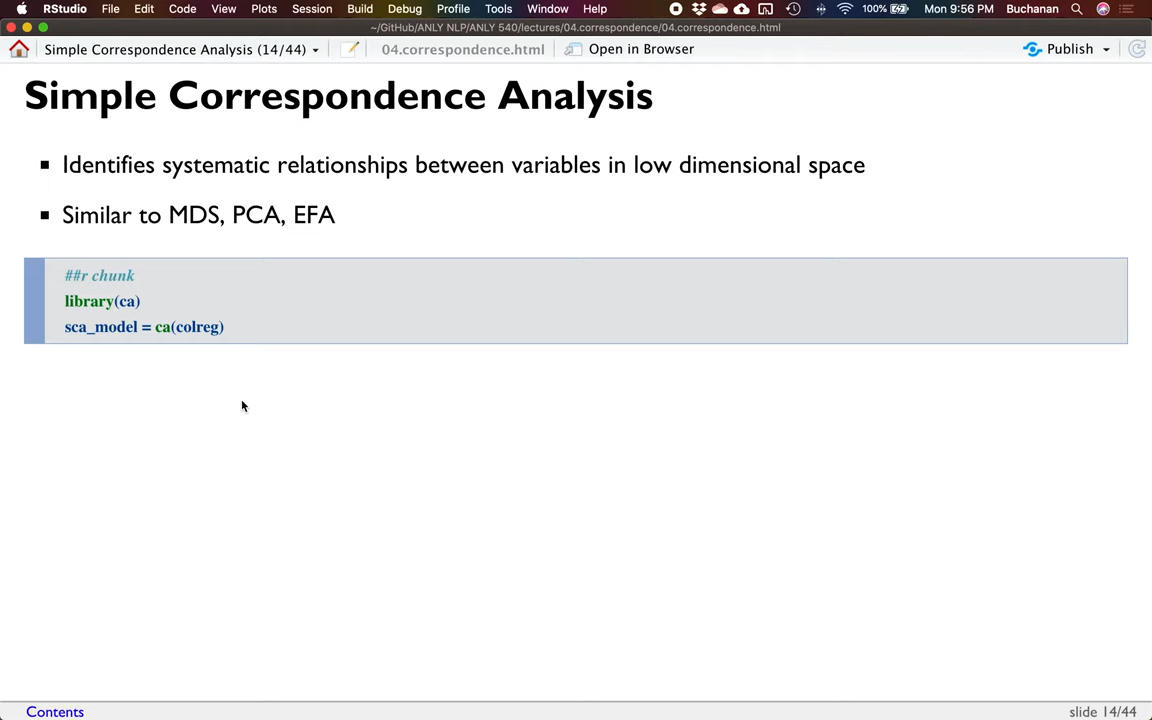 RStudio File Edit Code View Plots Session Build Debug Profile Tools Window Help 100% Mon 9:56 PM Buchanan
~/GitHub/ANLY NLP/ANLY 540/lectures/04.correspondence/04.correspondence.html
Simple Correspondence Analysis (14/44) 04.correspondence.html Open in Browser Publish
Simple Correspondence Analysis
Identifies systematic relationships between variables in low dimensional space
Similar to MDS, PCA, EFA
##r chunk
library(ca)
sca_model = ca(colreg)
Contents slide 14/44